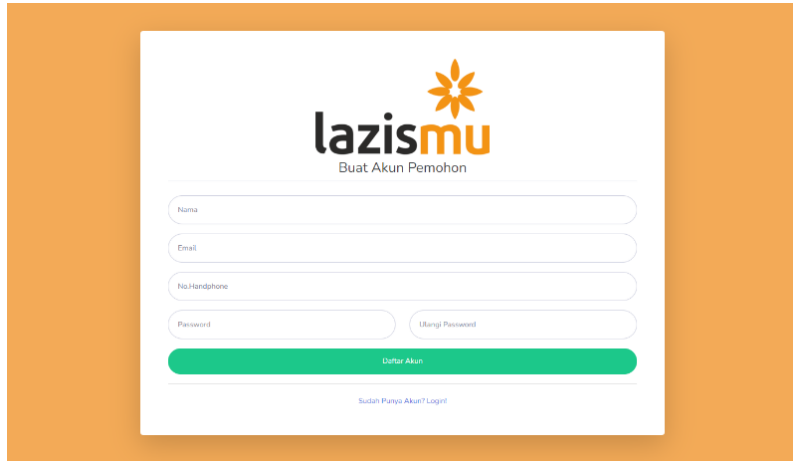 lazismu
Buat Akun Pemohon
Nama
Email
No.Handphone
Password
Ulangi Password
Daftar Akun
Sudah Punya Akun? Login!